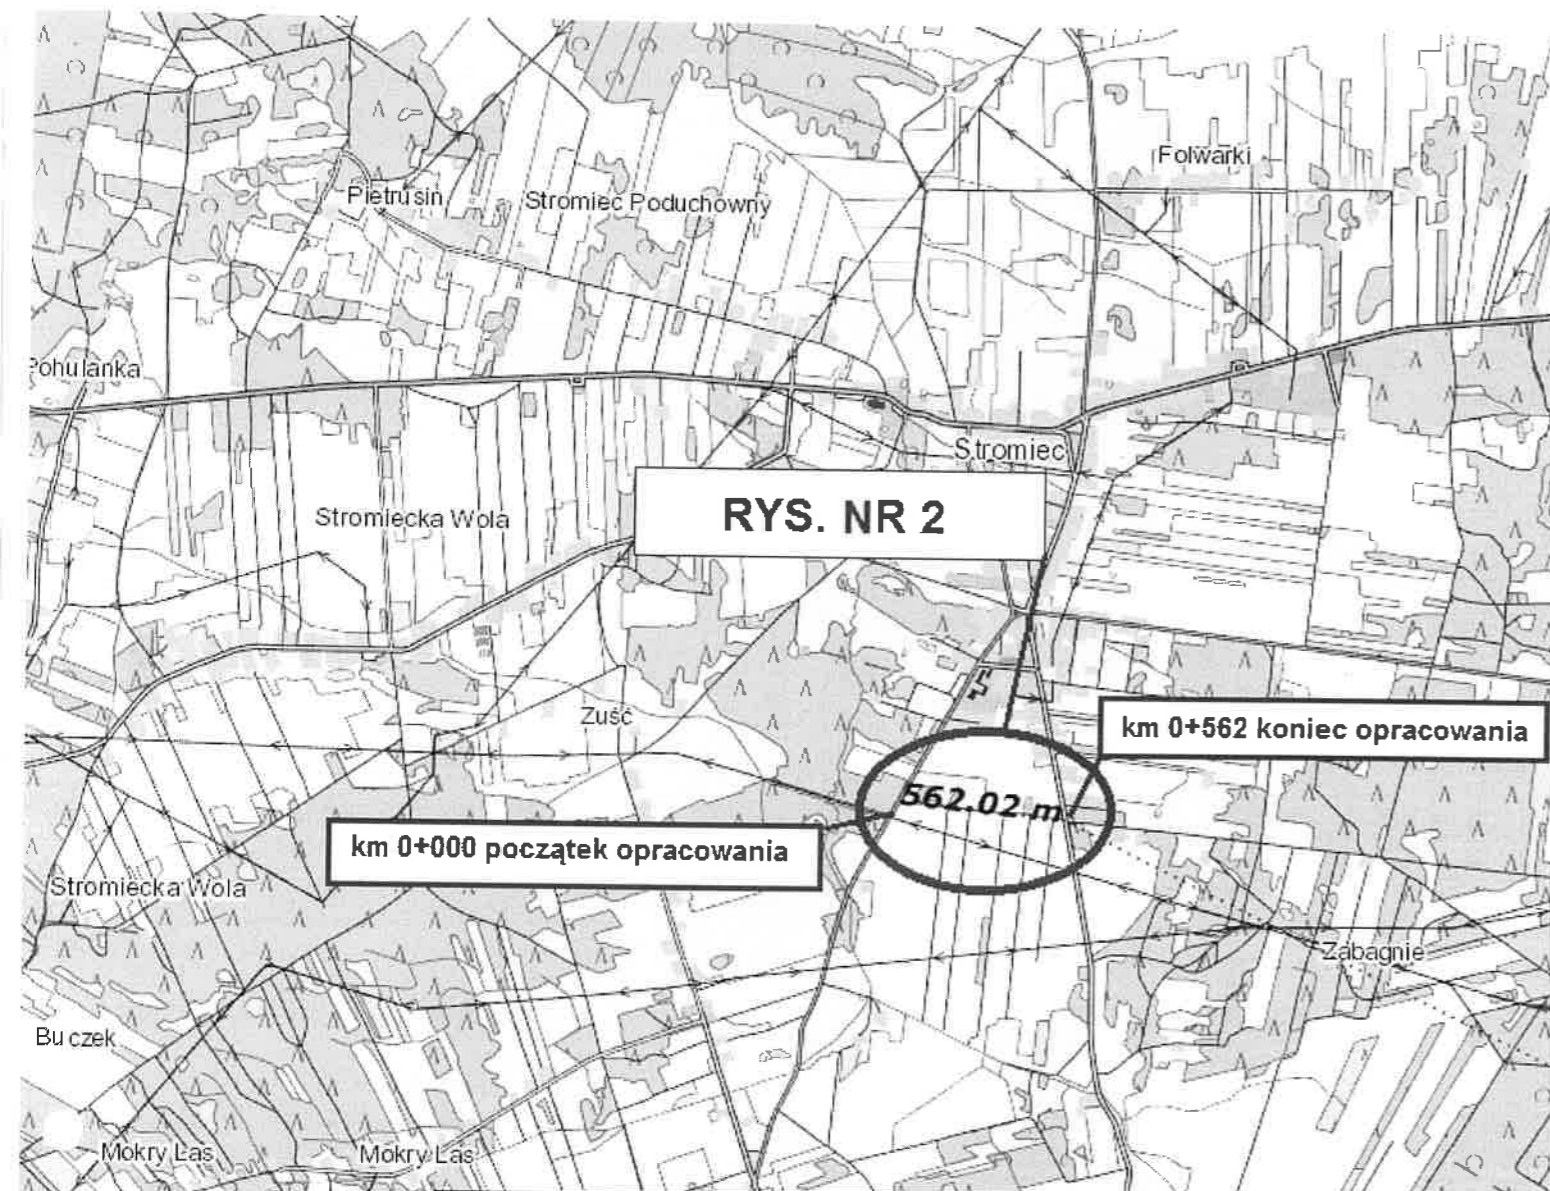 Folwarki
Pietrusin
Stromiec Poduchowny
Pohulanka
Stromiec
RYS. NR 2
Stromiecka Wola
Zuść
km 0+562 koniec opracowania
562.02 m
km 0+000 początek opracowania
Stromiecka Wola
Zabagnie
Buczek
Mokry Las
Mokry Las